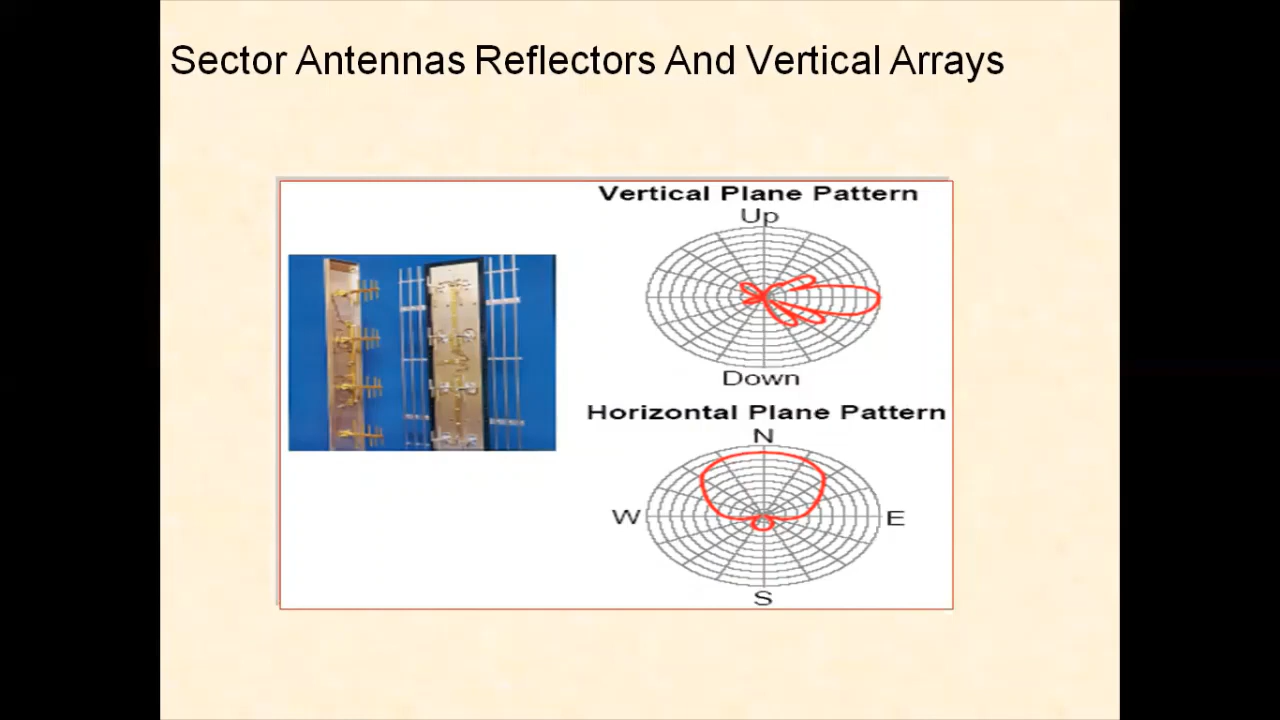 Sector Antennas Reflectors And Vertical Arrays
Vertical Plane Pattern
Up
Down
Horizontal Plane Pattern
N
W
E
S